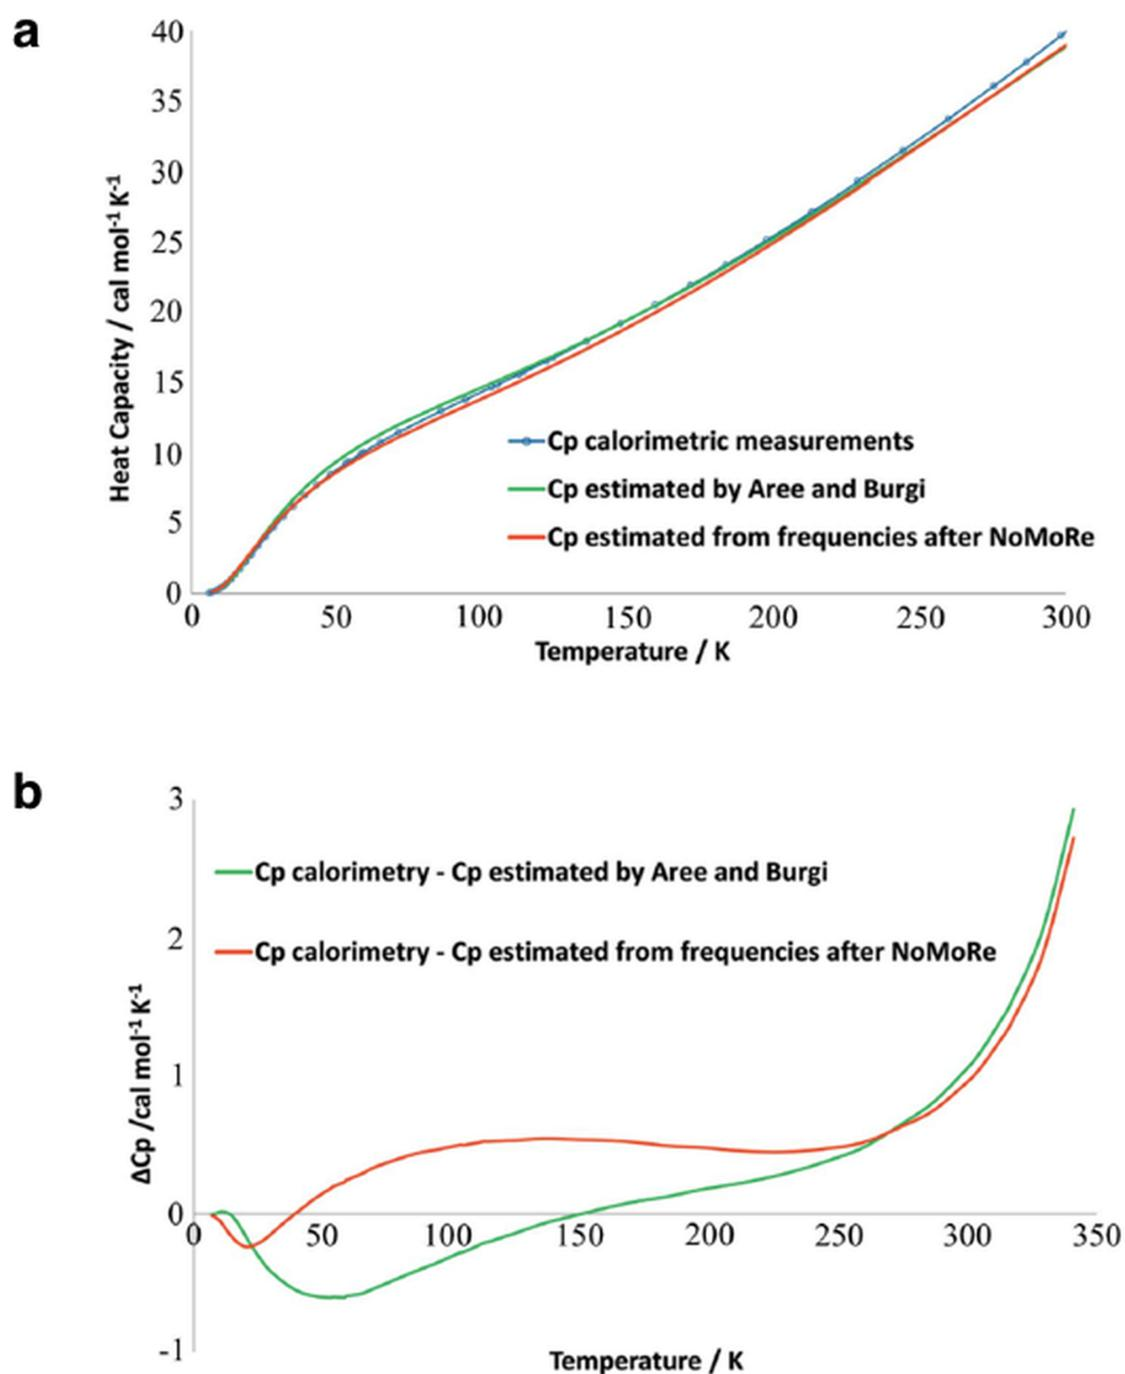 a
40
35
30
25
20
15
10
5
0
Heat Capacity / cal mol-1 K-1
Cp calorimetric measurements
Cp estimated by Aree and Burgi
Cp estimated from frequencies after NoMoRe
0 50 100 150 200 250 300
Temperature / K
b
3
2
1
0
-1
ΔCp /cal mol-1 K-1
Cp calorimetry - Cp estimated by Aree and Burgi
Cp calorimetry - Cp estimated from frequencies after NoMoRe
0 50 100 150 200 250 300 350
Temperature / K